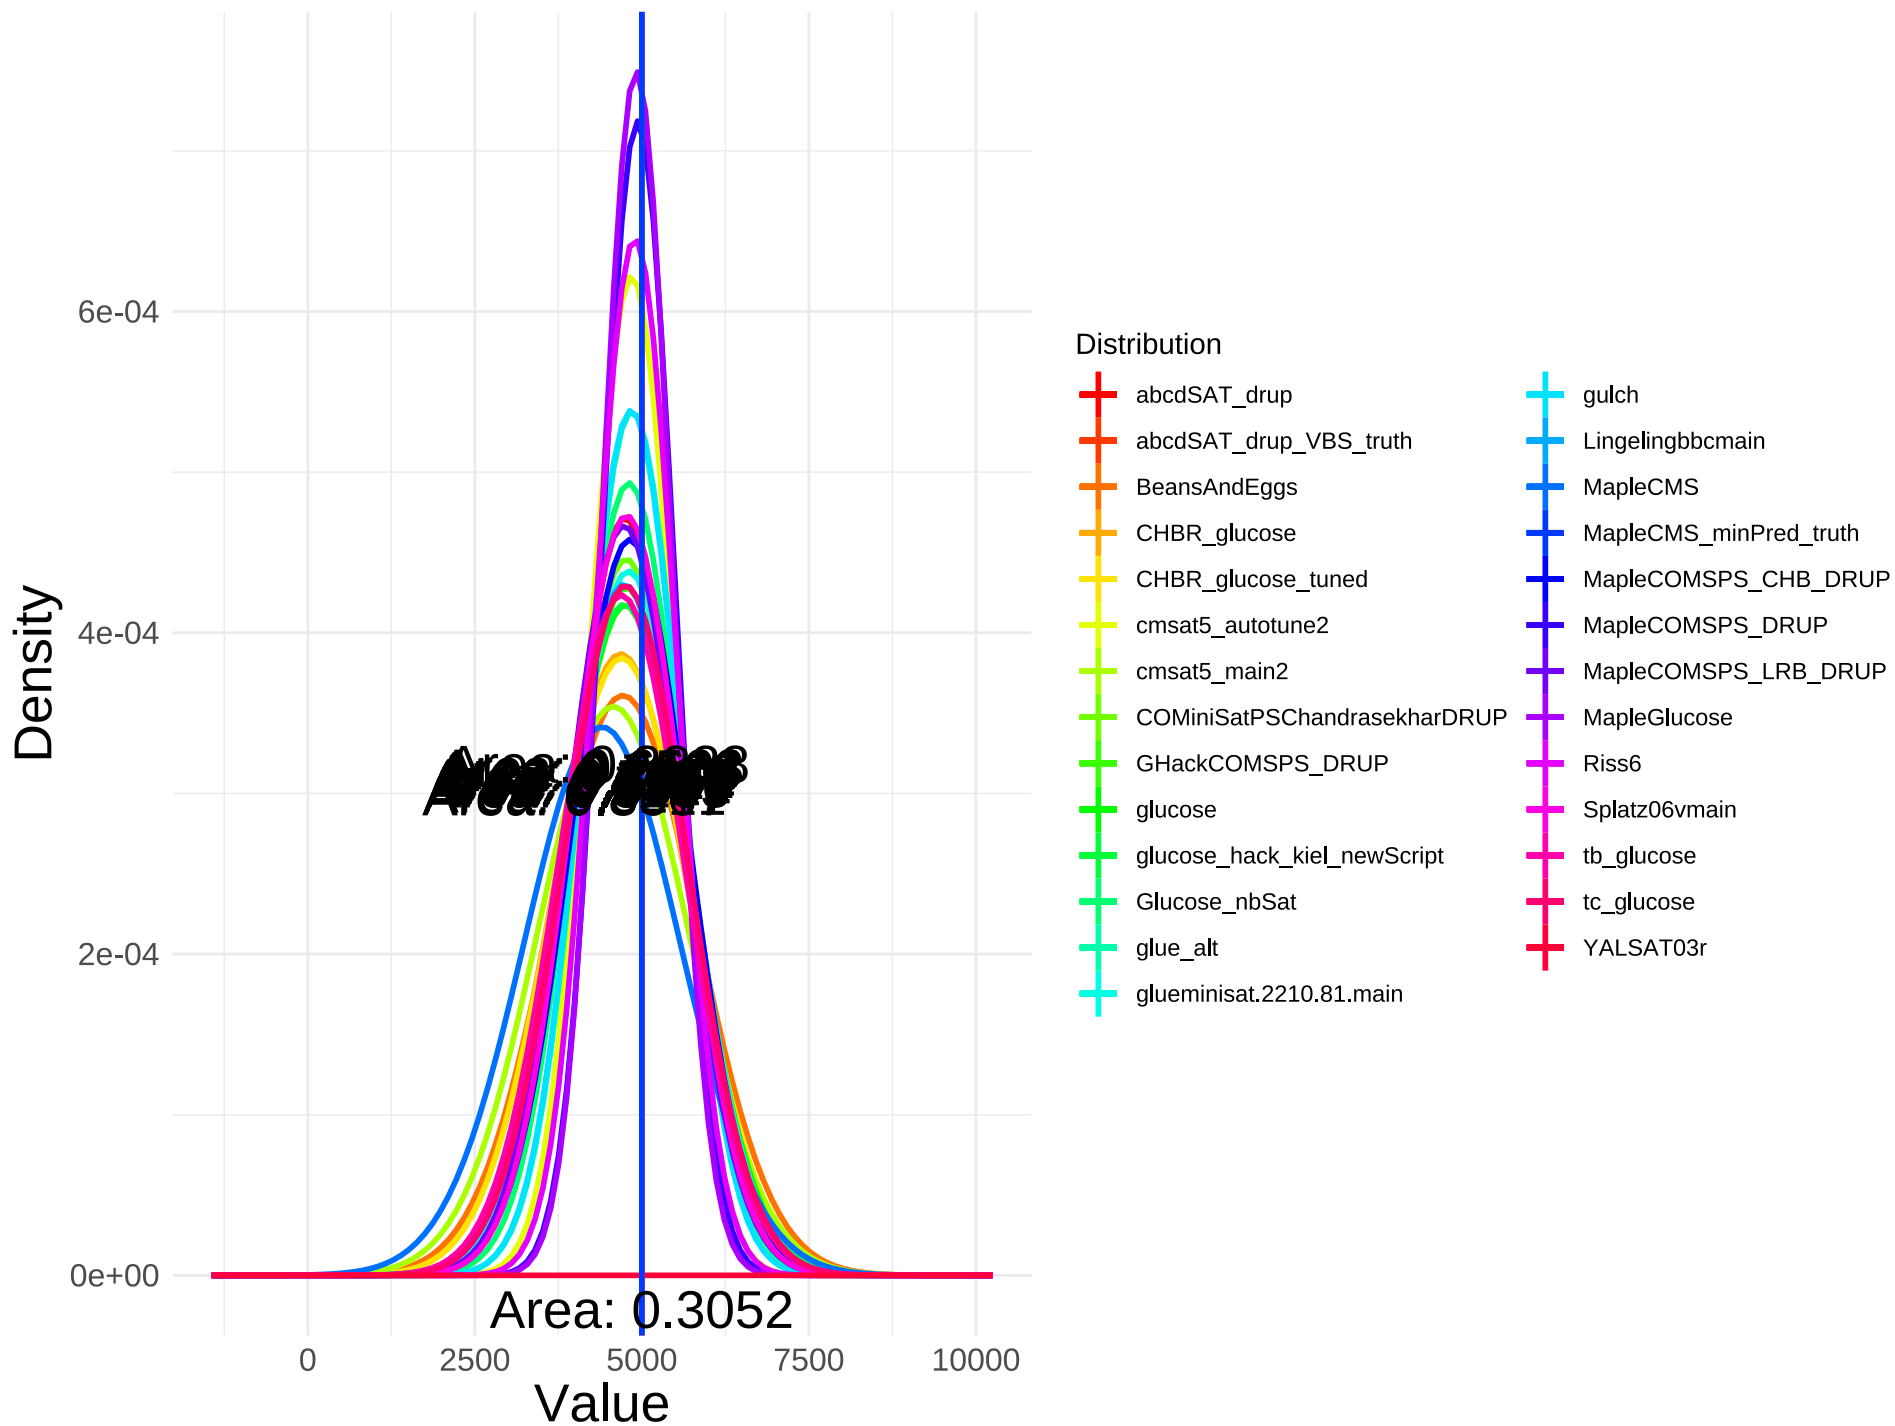 6e-04
4e-04
2e-04
0e+00
Density
Area: 0.3052
0
2500
5000
7500
10000
Value
Distribution
abcdSAT_drup
abcdSAT_drup_VBS_truth
BeansAndEggs
CHBR_glucose
CHBR_glucose_tuned
cmsat5_autotune2
cmsat5_main2
COMiniSatPSChandrasekharDRUP
GHackCOMSPS_DRUP
glucose
glucose_hack_kiel_newScript
Glucose_nbSat
glue_alt
glueminisat.2210.81.main
gulch
Lingelingbbcmain
MapleCMS
MapleCMS_minPred_truth
MapleCOMSPS_CHB_DRUP
MapleCOMSPS_DRUP
MapleCOMSPS_LRB_DRUP
MapleGlucose
Riss6
Splatz06vmain
tb_glucose
tc_glucose
YALSAT03r